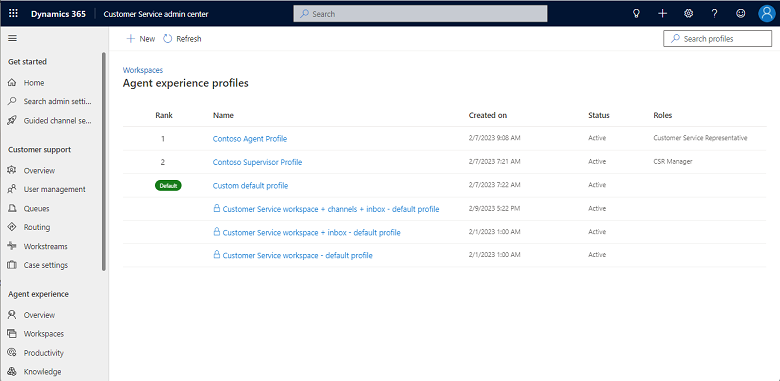 Dynamics 365 Customer Service admin center Search ?
New Refresh Search profiles
Get started
Home
Search admin setti...
Guided channel se...
Customer support
Overview
User management
Queues
Routing
Workstreams
Case settings
Agent experience
Overview
Workspaces
Productivity
Knowledge
Workspaces
Agent experience profiles
Rank Name Created on Status Roles
1 Contoso Agent Profile 2/7/2023 9:08 AM Active Customer Service Representative
2 Contoso Supervisor Profile 2/7/2023 7:21 AM Active CSR Manager
Default Custom default profile 2/7/2023 7:22 AM Active
Customer Service workspace + channels + inbox - default profile 2/9/2023 5:22 PM Active
Customer Service workspace + inbox - default profile 2/1/2023 1:00 AM Active
Customer Service workspace - default profile 2/1/2023 1:00 AM Active